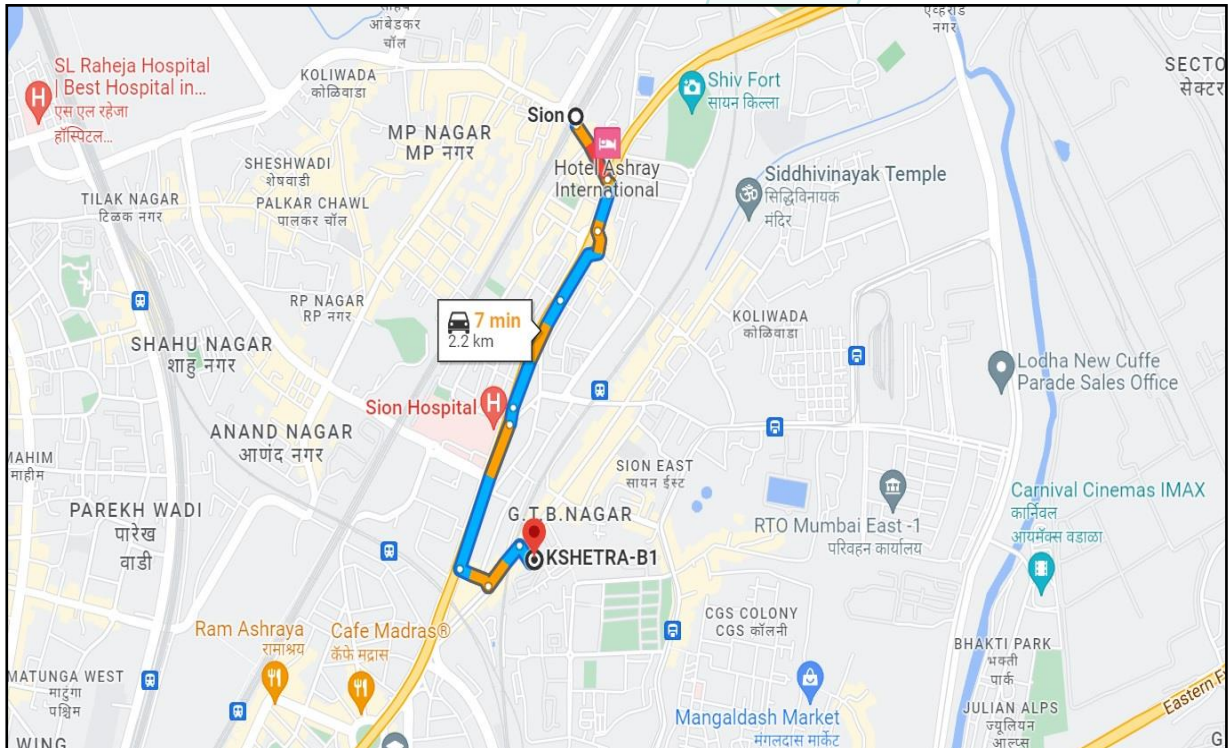 साहेब
आंबेडकर
चॉल
एव्हरार्ड
नगर
SL Raheja Hospital
| Best Hospital in...
एस एल रहेजा
हॉस्पिटल...
KOLIWADA
कोळिवाडा
Shiv Fort
सायन किल्ला
SECTO
सेक्टर
Sion
MP NAGAR
MP नगर
Hotel Ashray
International
SHESHWADI
शेषवाडी
Siddhivinayak Temple
सिद्धिविनायक
मंदिर
TILAK NAGAR
टिळक नगर
PALKAR CHAWL
पालकर चॉल
RP NAGAR
RP नगर
7 min
2.2 km
KOLIWADA
कोळिवाडा
SHAHU NAGAR
शाहु नगर
Lodha New Cuffe
Parade Sales Office
Sion Hospital
ANAND NAGAR
आणंद नगर
MAHIM
माहीम
SION EAST
सायन ईस्ट
Carnival Cinemas IMAX
कार्निवल
आयमॅक्स वडाळा
PAREKH WADI
पारेख
वाडी
G.T.B.NAGAR
RTO Mumbai East -1
परिवहन कार्यालय
KSHETRA-B1
CGS COLONY
CGS कॉलनी
Ram Ashraya
रामाश्रय
Cafe Madras®
कॅफे मद्रास
BHAKTI PARK
भक्ती
पार्क
MATUNGA WEST
माटुंगा
पश्चिम
Mangaldash Market
मंगलदास मार्केट
Eastern F
JULIAN ALPS
ज्यूलियन
आल्प्स
WING
G